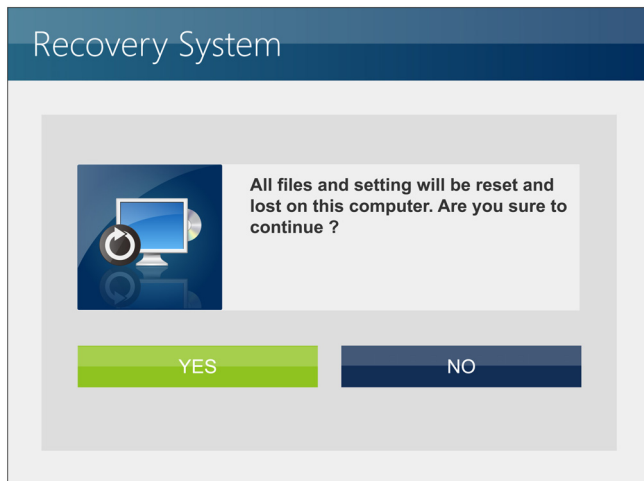 Recovery System
All files and setting will be reset and
lost on this computer. Are you sure to
continue ?
YES
NO